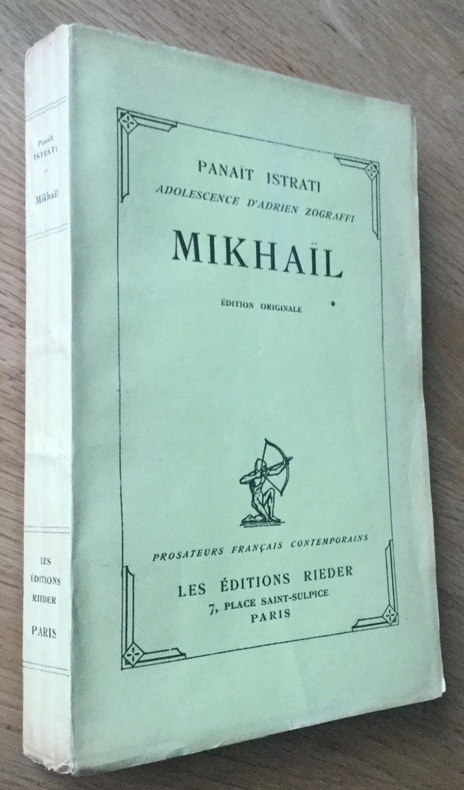 Panaït
ISTRATI
Mikhaïl
LES
ÉDITIONS
RIEDER
PARIS
PANAÏT ISTRATI
ADOLESCENCE D'ADRIEN ZOGRAFFI
MIKHAÏL
ÉDITION ORIGINALE
PROSATEURS FRANÇAIS CONTEMPORAINS
LES ÉDITIONS RIEDER
7, PLACE SAINT-SULPICE
PARIS